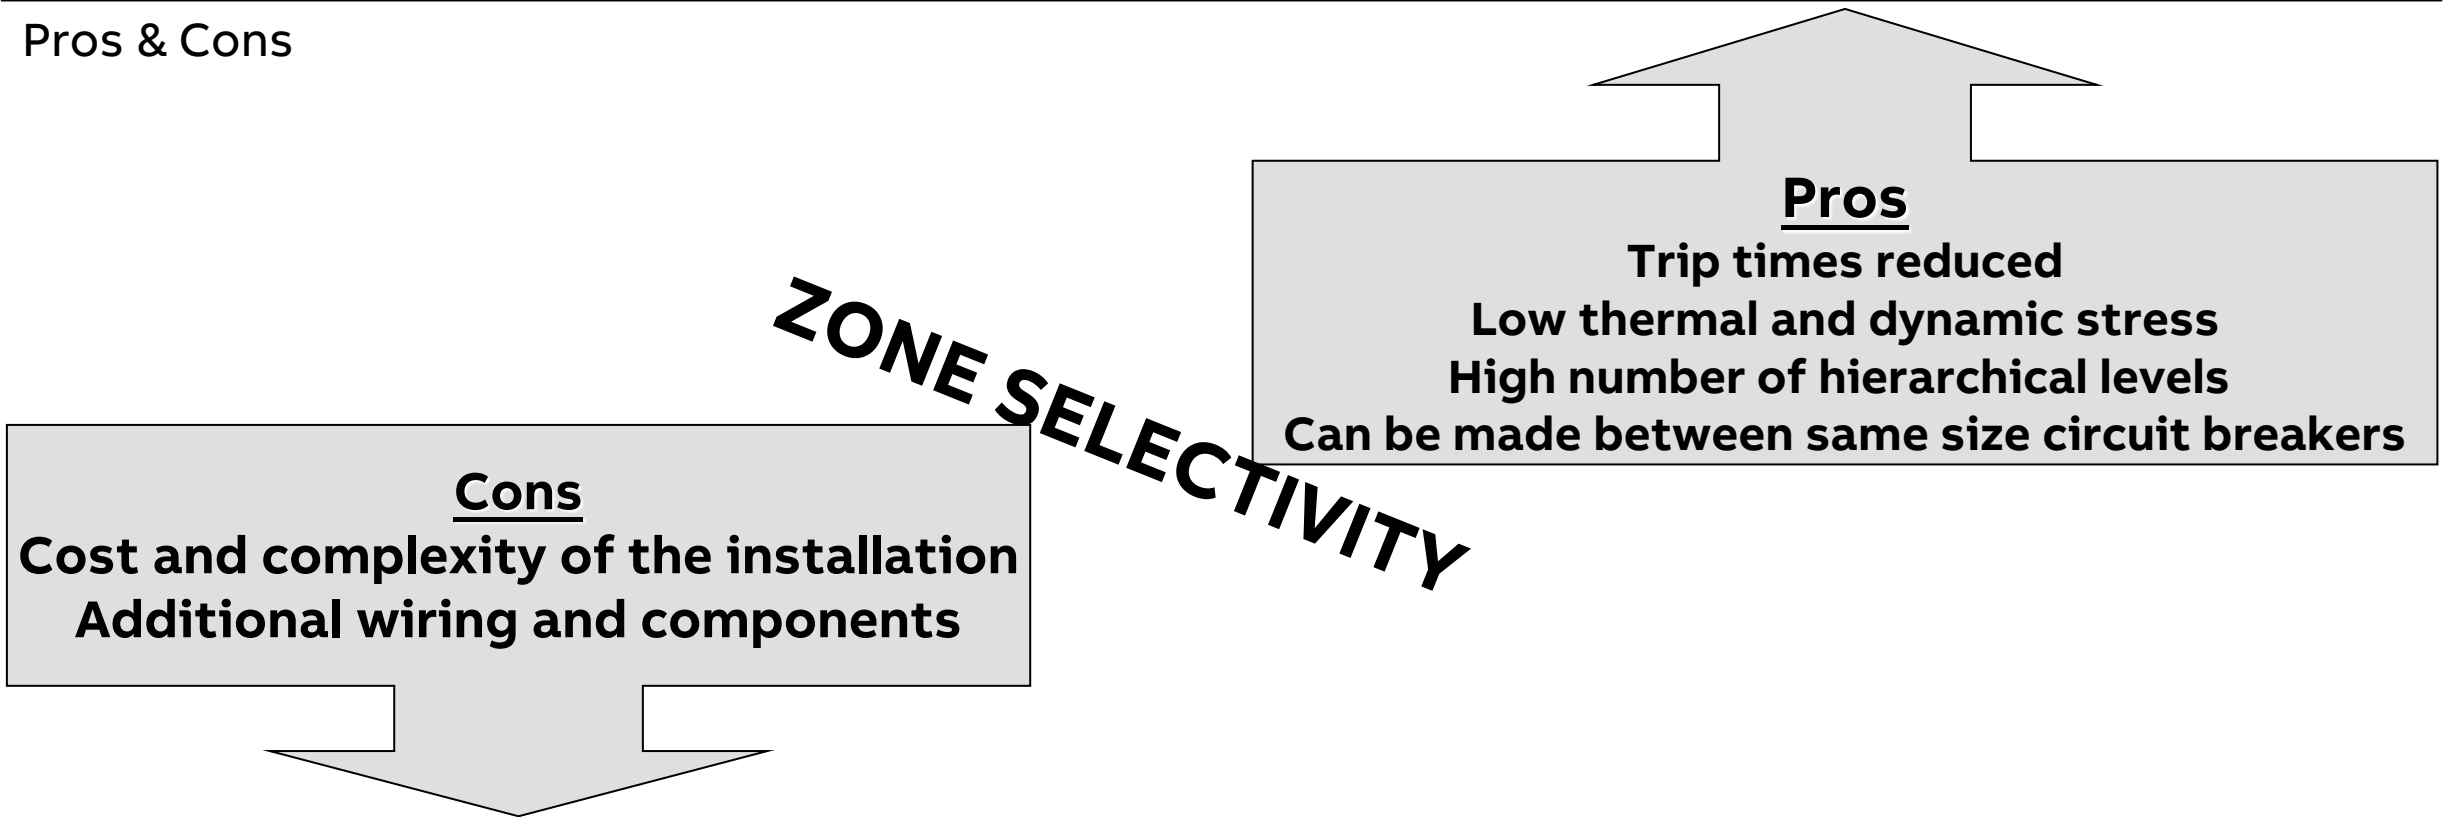 Pros & Cons
Pros
Trip times reduced
Low thermal and dynamic stress
High number of hierarchical levels
Can be made between same size circuit breakers
ZONE SELECTIVITY
Cons
Cost and complexity of the installation
Additional wiring and components